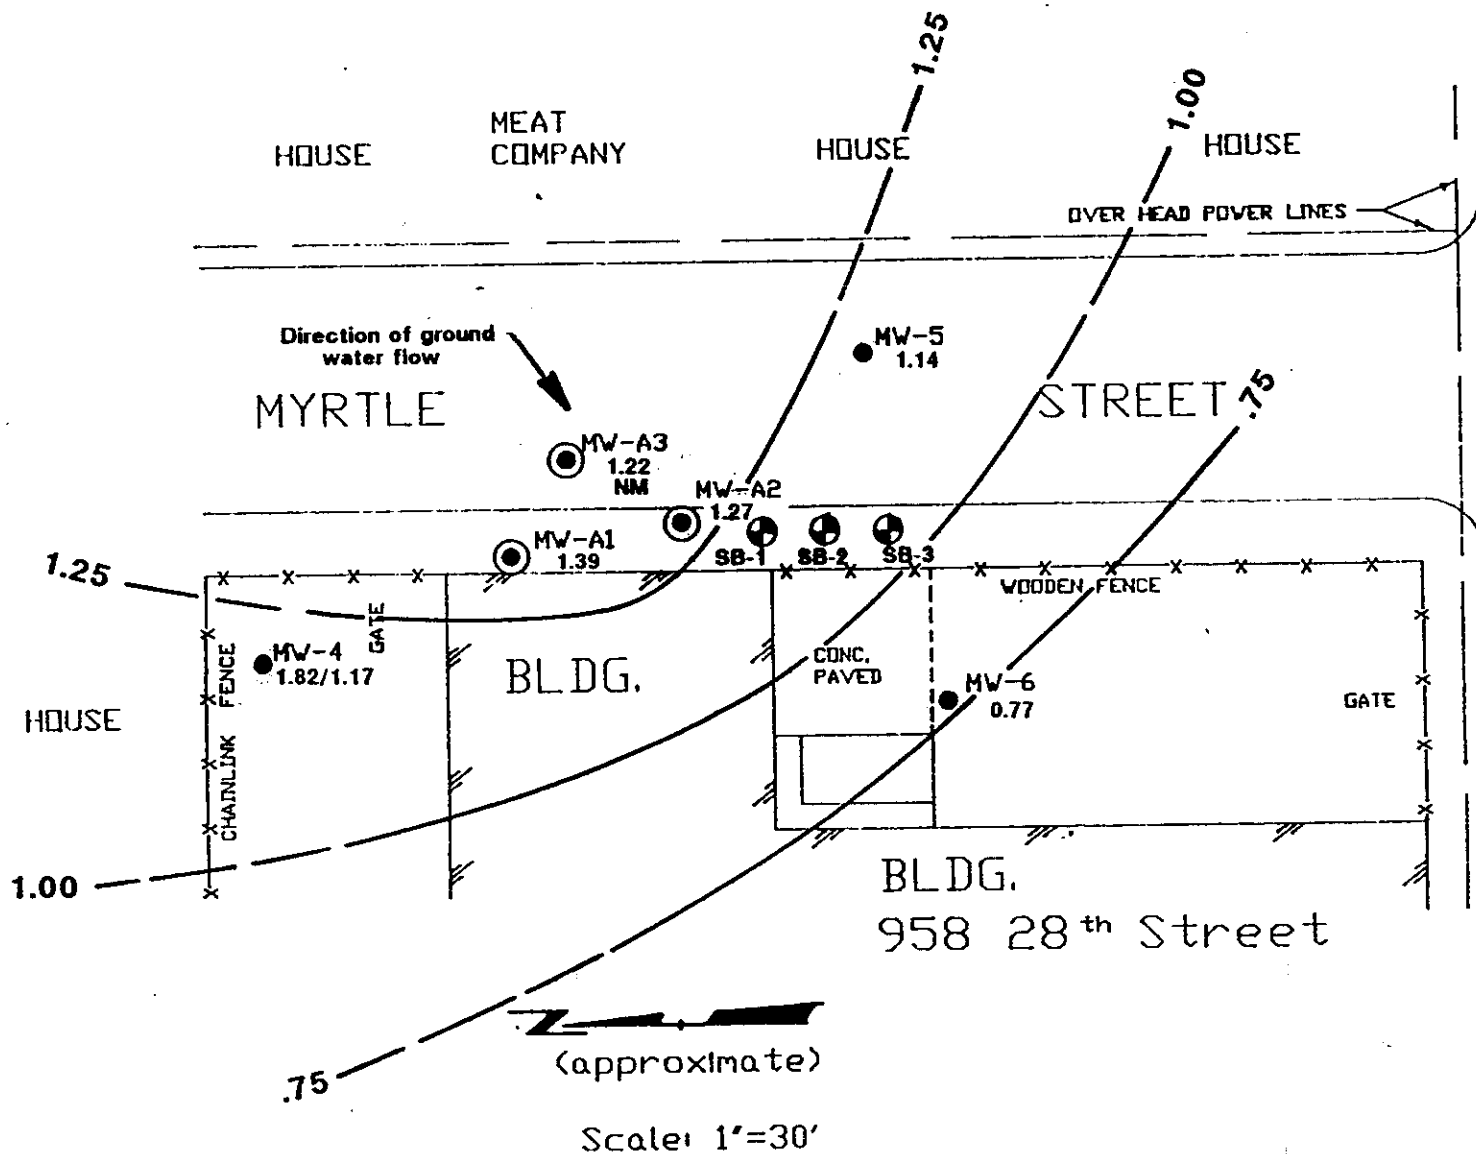 1.25
1.00
MEAT
COMPANY
HOUSE
HOUSE
HOUSE
OVER HEAD POWER LINES
Direction of ground
water flow
MW-5
1.14
MYRTLE
STREET
.75
MW-A3
1.22
NM
MW-A2
1.27
MW-A1
1.39
SB-1
SB-2
SB-3
1.25
WOODEN FENCE
GATE
MW-4
1.82/1.17
BLDG.
CONC.
PAVED
MW-6
0.77
GATE
HOUSE
CHAINLINK FENCE
1.00
BLDG.
958 28th Street
Z
(approximate)
.75
Scale: 1"=30'